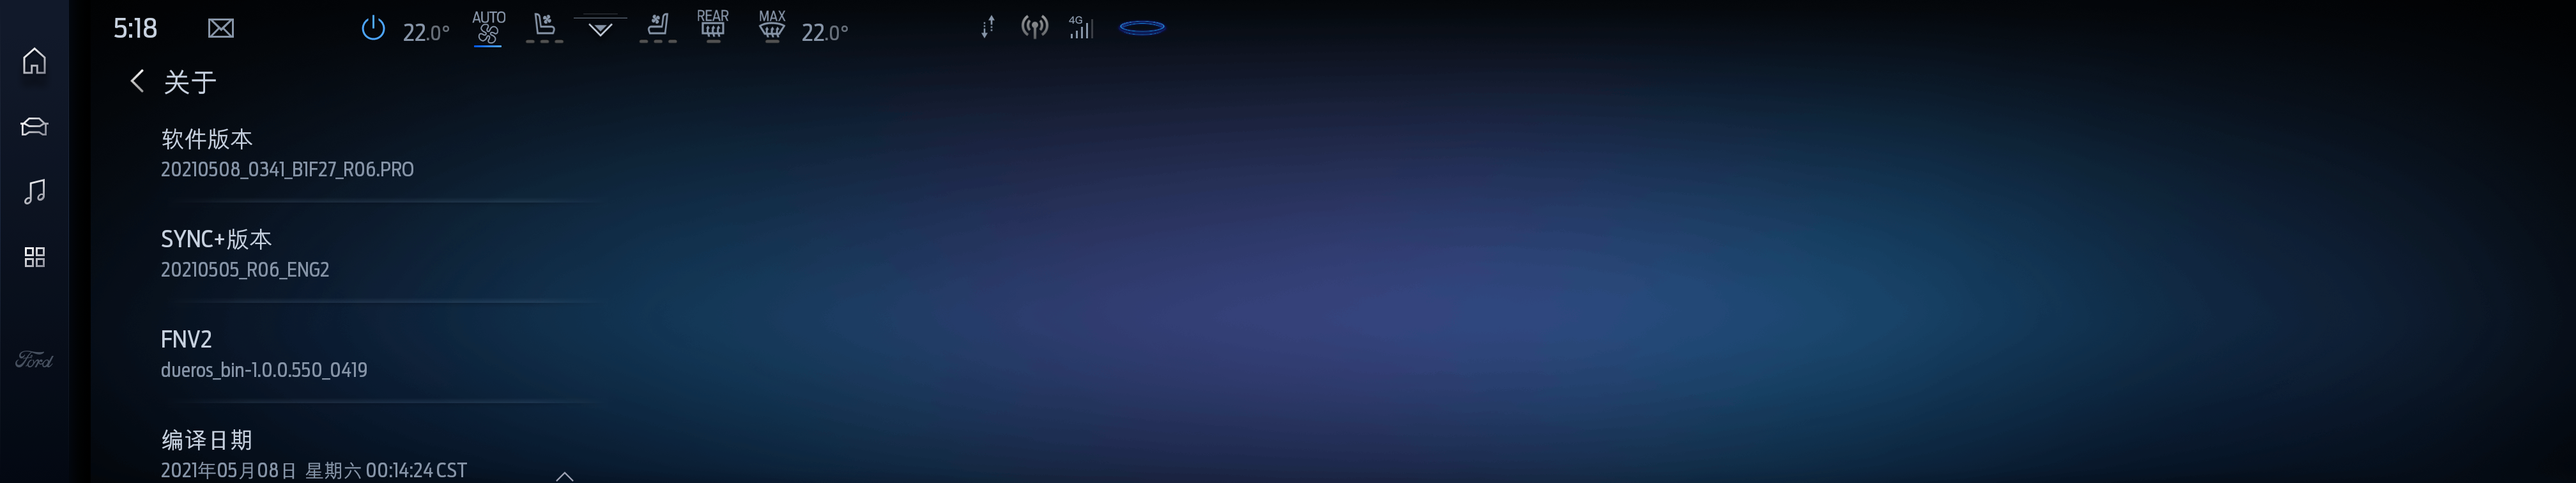 5:18
22.0°
AUTO
REAR
MAX
22.0°
4G
关于
软件版本
20210508_0341_B1F27_R06.PRO
SYNC+版本
20210505_R06_ENG2
FNV2
dueros_bin-1.0.0.550_0419
Ford
编译日期
2021年05月08日 星期六 00:14:24 CST